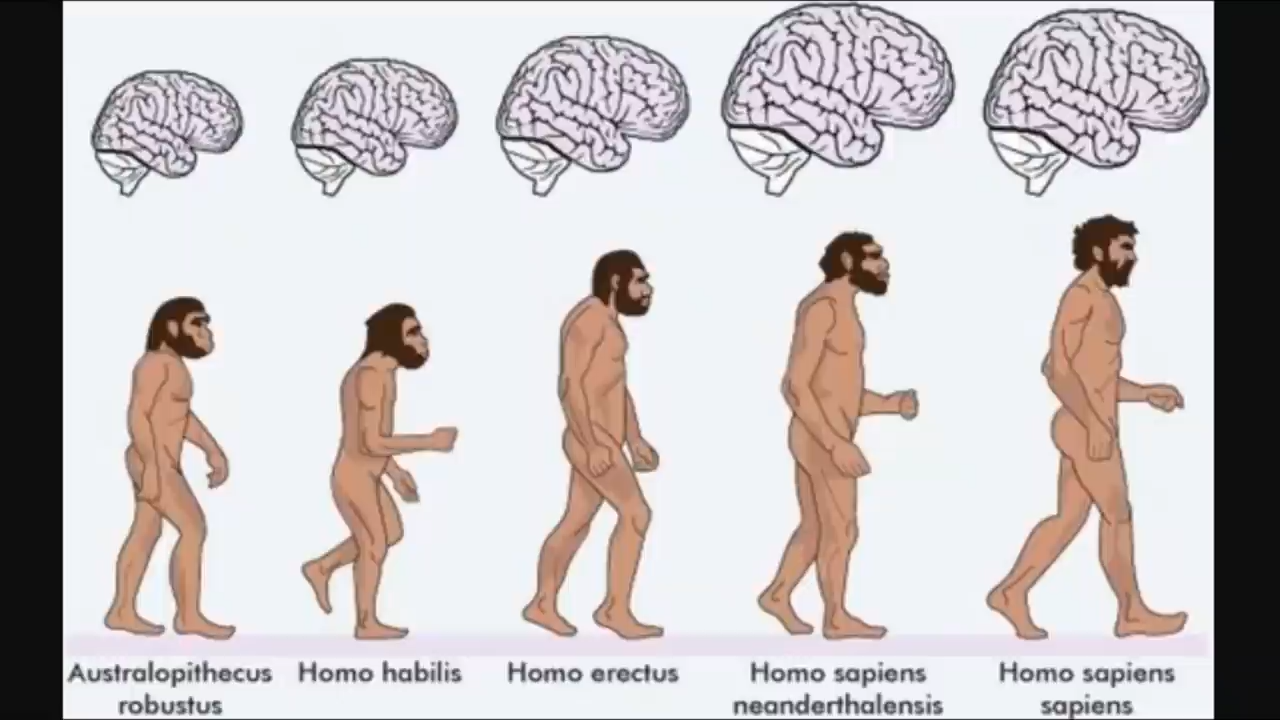 Australopithecus
robustus
Homo habilis
Homo erectus
Homo sapiens
neanderthalensis
Homo sapiens
sapiens